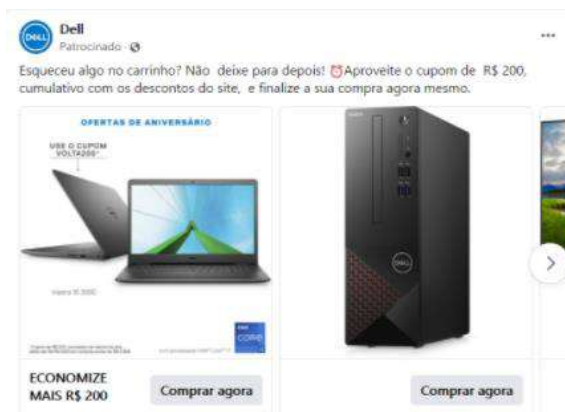 Dell
Patrocinado ·
Esqueceu algo no carrinho? Não deixe para depois! ⏰Aproveite o cupom de R$ 200,
cumulativo com os descontos do site, e finalize a sua compra agora mesmo.
OFERTAS DE ANIVERSÁRIO
USE O CUPOM
VOLTA200*
DELL
intel
CORE
ECONOMIZE
MAIS R$ 200
Comprar agora
Comprar agora